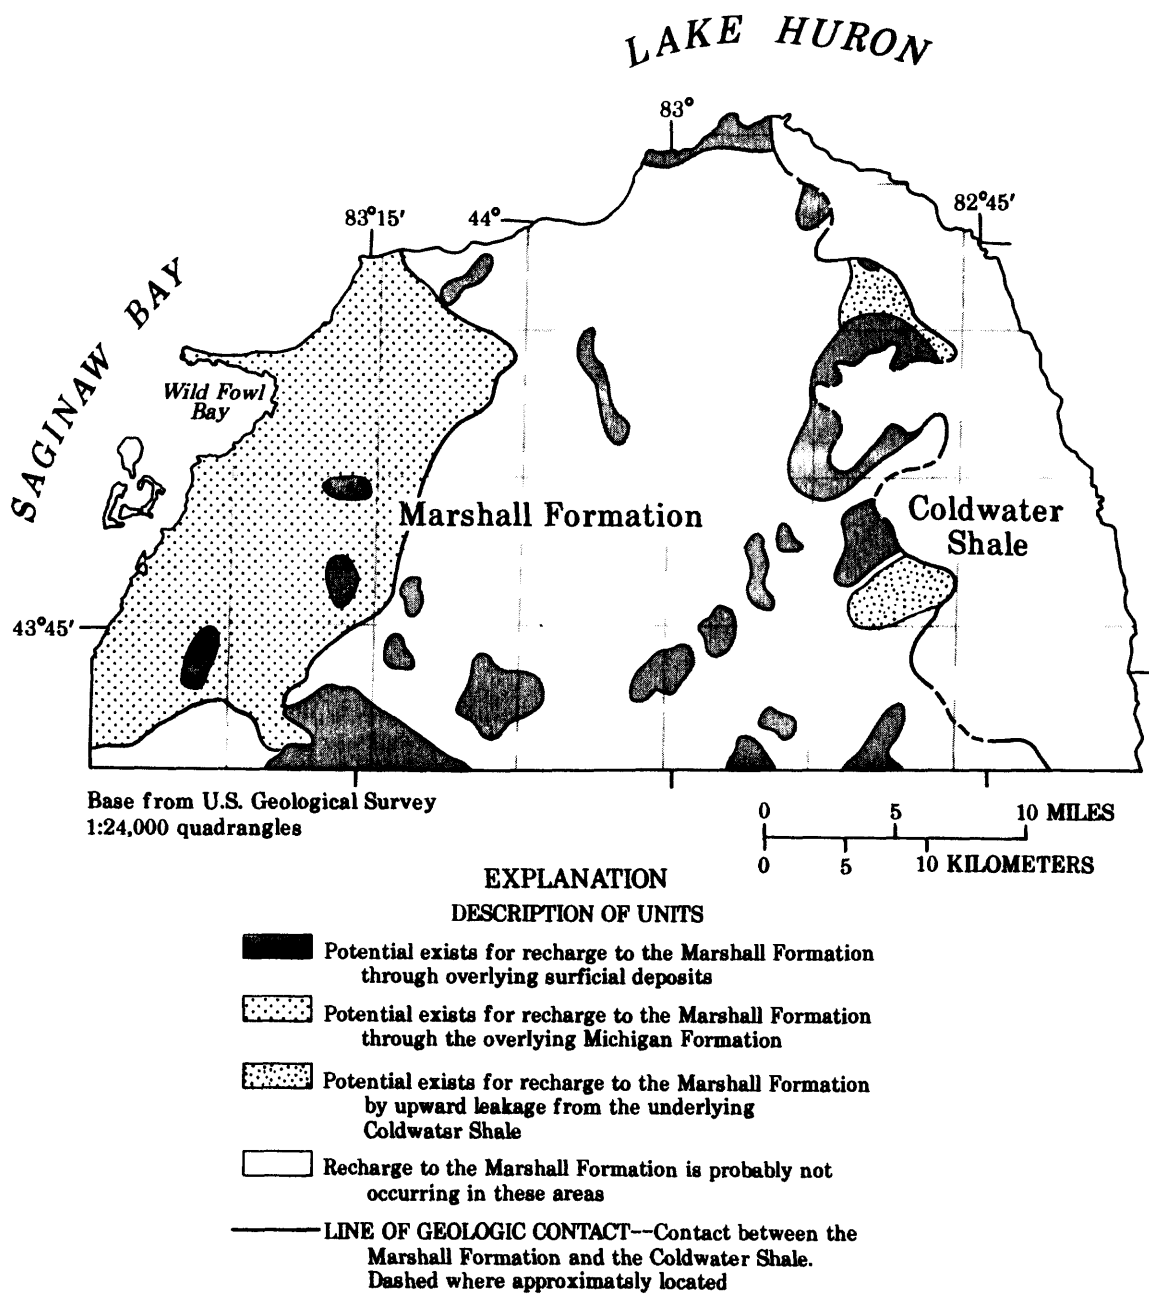 LAKE HURON
83°
83°15'
44°
82°45'
SAGINAW BAY
Wild Fowl
Bay
Marshall Formation
Coldwater
Shale
43°45'
Base from U.S. Geological Survey
1:24,000 quadrangles
0 5 10 MILES
0 5 10 KILOMETERS
EXPLANATION
DESCRIPTION OF UNITS
Potential exists for recharge to the Marshall Formation
through overlying surficial deposits
Potential exists for recharge to the Marshall Formation
through the overlying Michigan Formation
Potential exists for recharge to the Marshall Formation
by upward leakage from the underlying
Coldwatsr Shale
Recharge to the Marshall Formation is probably not
occurring in these areas
LINE OF GEOLOGIC CONTACT--Contact between the
Marshall Formation and the Coldwater Shale.
Dashed where approximatsly located